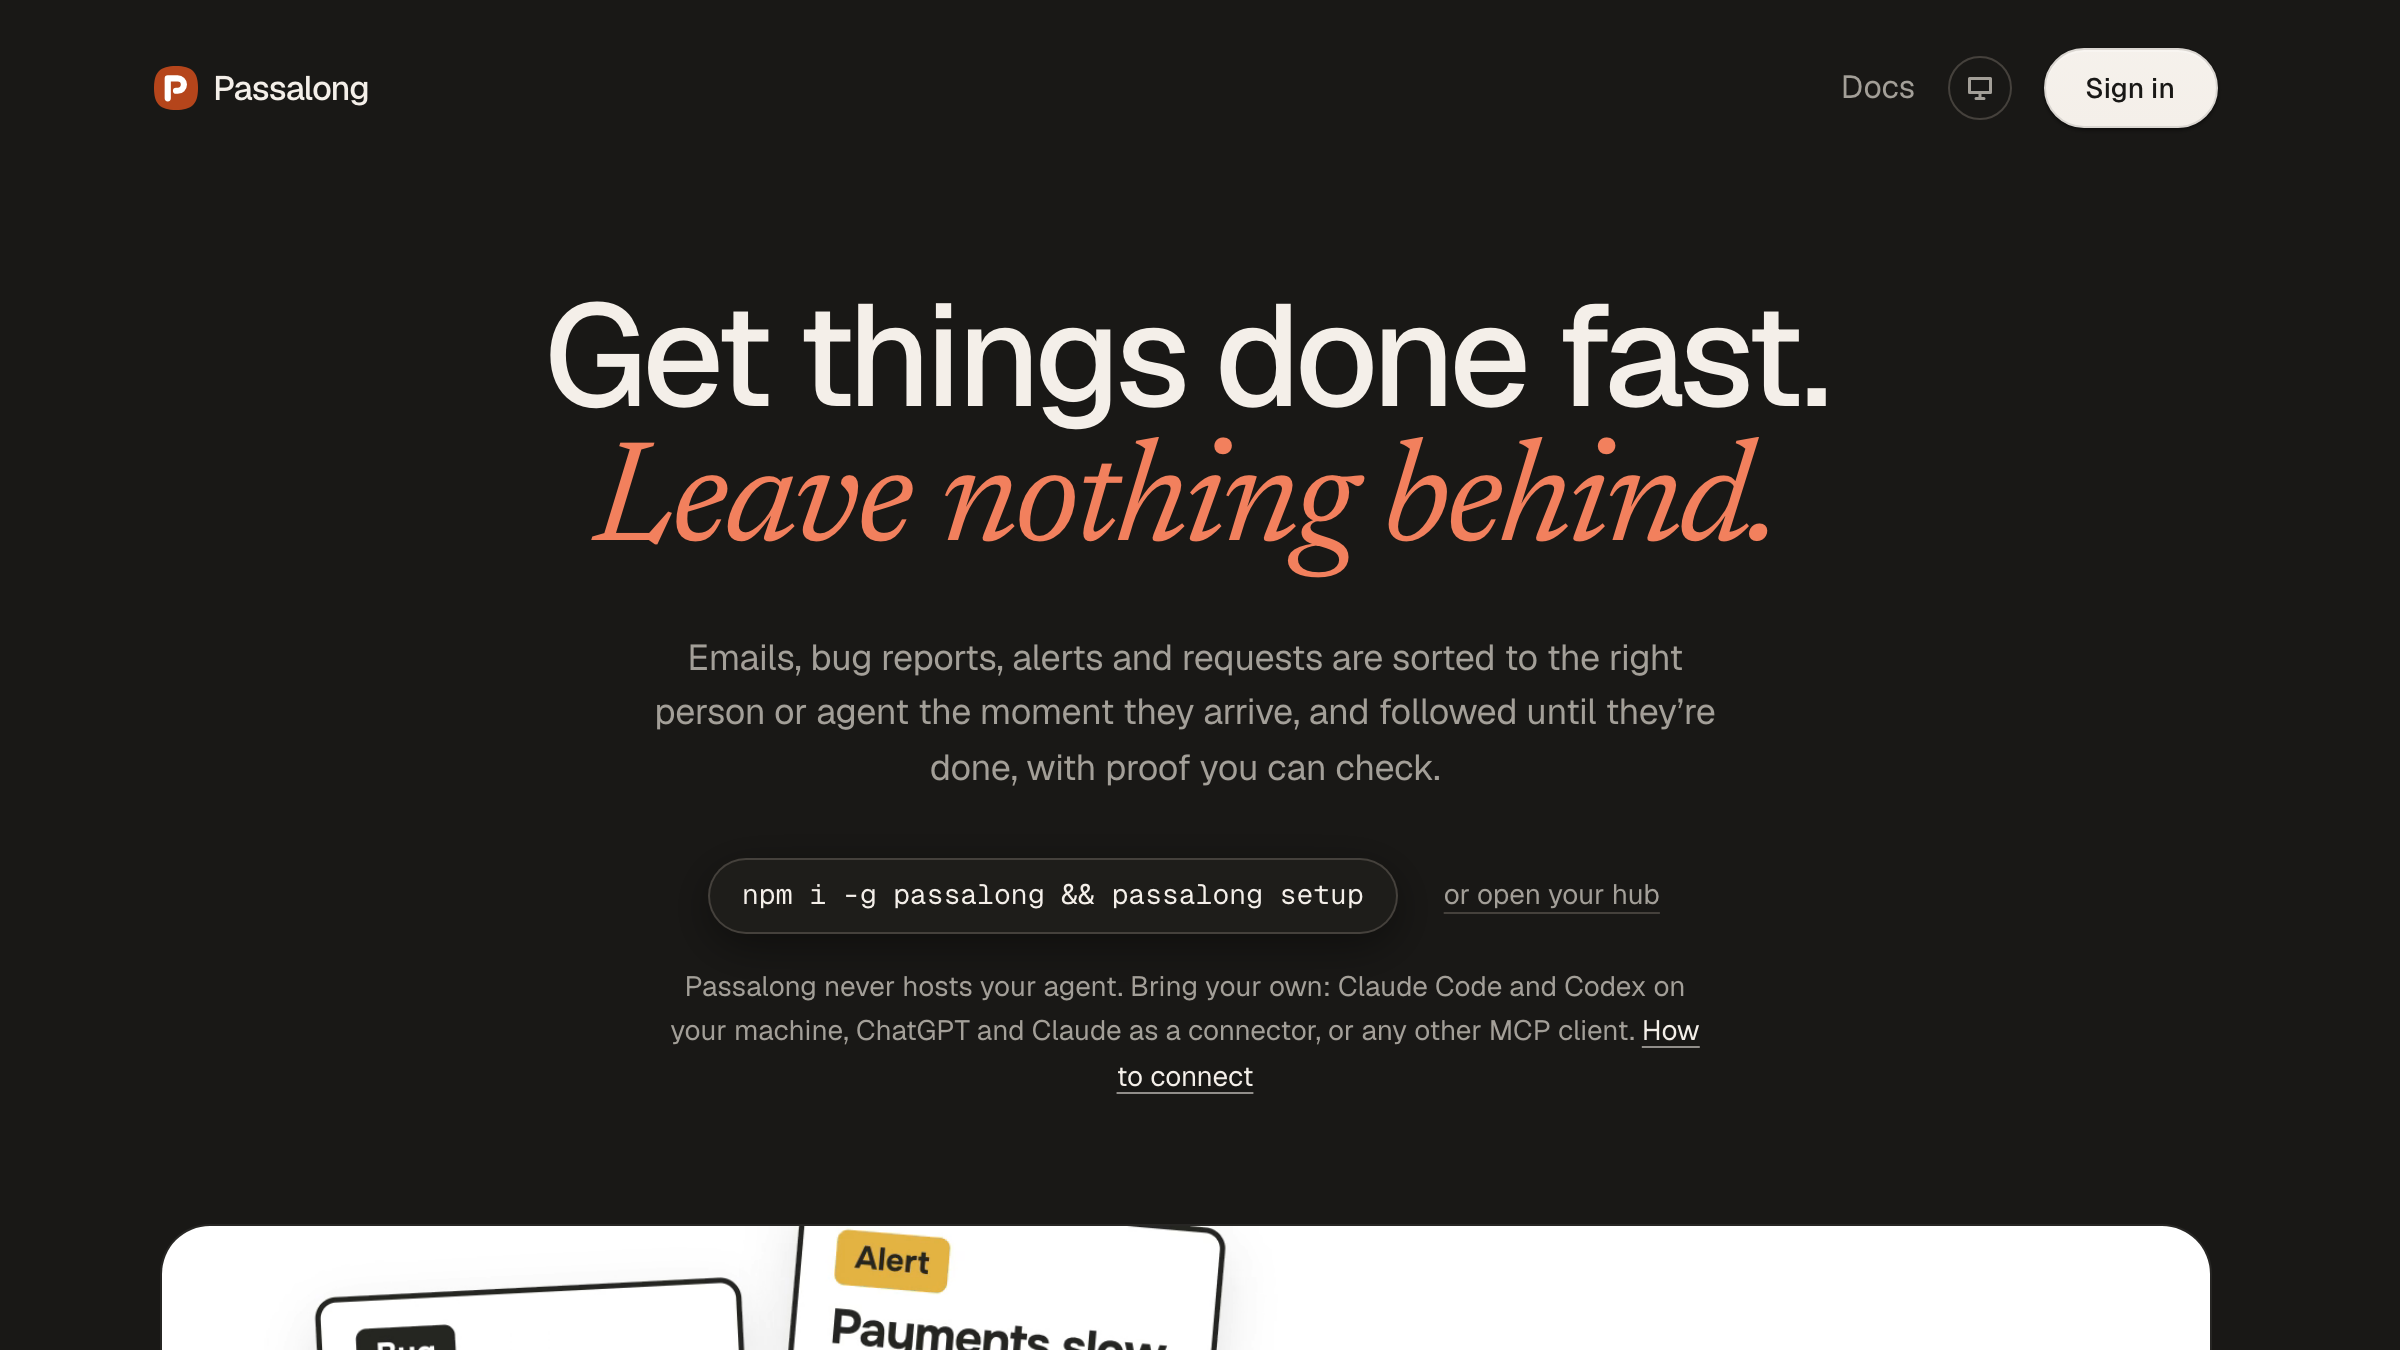 Passalong
Docs
Sign in
Get things done fast.
Leave nothing behind.
Emails, bug reports, alerts and requests are sorted to the right
person or agent the moment they arrive, and followed until they’re
done, with proof you can check.
npm i -g passalong && passalong setup
or open your hub
Passalong never hosts your agent. Bring your own: Claude Code and Codex on
your machine, ChatGPT and Claude as a connector, or any other MCP client. How
to connect
Alert
Payments slow
Bug